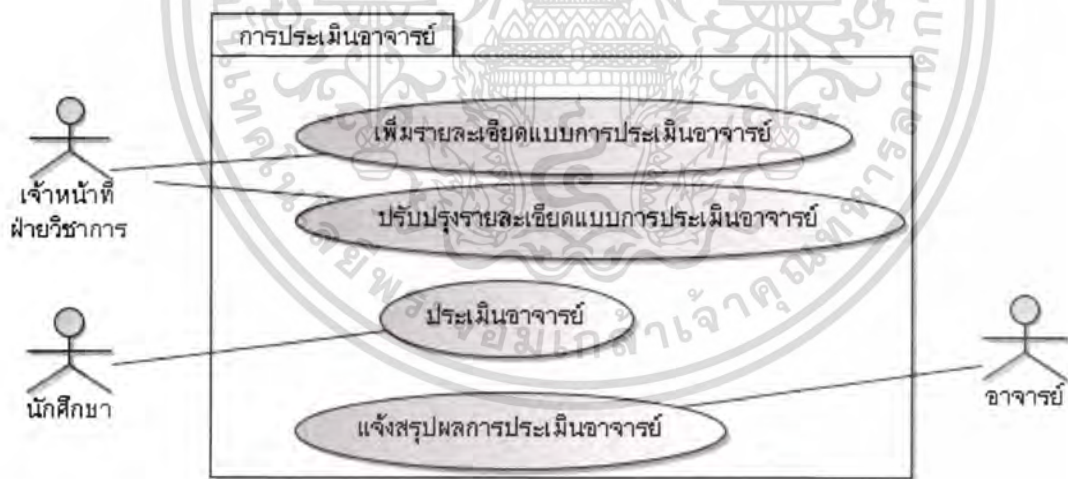 การประเมินอาจารย์
เพิ่มรายละเอียดแบบการประเมินอาจารย์
เจ้าหน้าที่
ฝ่ายวิชาการ
ปรับปรุงรายละเอียดแบบการประเมินอาจารย์
ประเมินอาจารย์
นักศึกษา
อาจารย์
แจ้งสรุปผลการประเมินอาจารย์